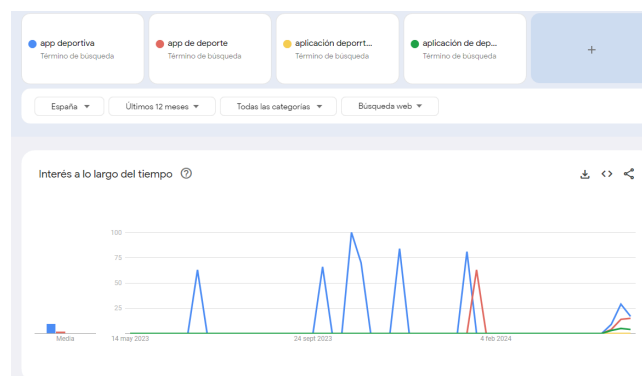 app deportiva
Término de búsqueda
app de deporte
Término de búsqueda
aplicación deporrt...
Término de búsqueda
aplicación de dep...
Término de búsqueda
+
España
Últimos 12 meses
Todas las categorías
Búsqueda web
Interés a lo largo del tiempo
100
75
50
25
Media
14 may 2023
24 sept 2023
4 feb 2024